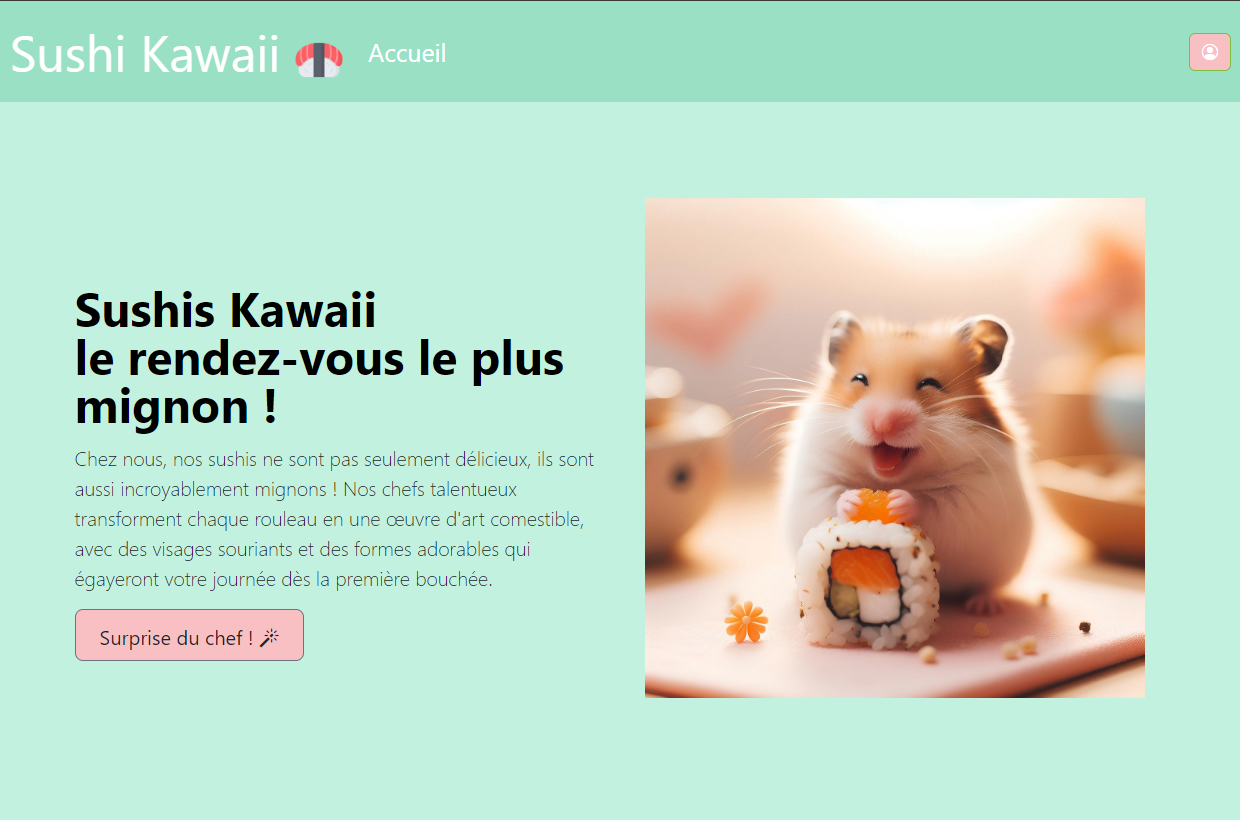 Sushi Kawaii
Accueil
Sushis Kawaii
le rendez-vous le plus
mignon !
Chez nous, nos sushis ne sont pas seulement délicieux, ils sont
aussi incroyablement mignons ! Nos chefs talentueux
transforment chaque rouleau en une œuvre d'art comestible,
avec des visages souriants et des formes adorables qui
égayeront votre journée dès la première bouchée.
Surprise du chef !